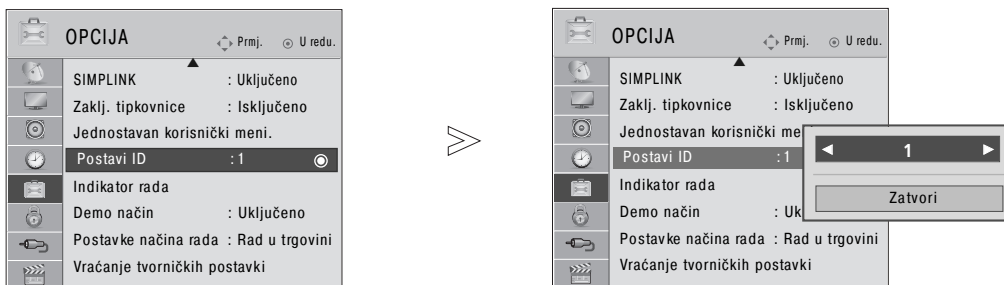 OPCIJA Prmj. U redu.
SIMPLINK : Uključeno
Zaklj. tipkovnice : Isključeno
Jednostavan korisnički meni.
Postavi ID : 1
Indikator rada
Demo način : Uključeno
Postavke načina rada : Rad u trgovini
Vraćanje tvorničkih postavki
OPCIJA Prmj. U redu.
SIMPLINK : Uključeno
Zaklj. tipkovnice : Isključeno
Jednostavan korisnički me
Postavi ID : 1
1
Indikator rada
Zatvori
Demo način : Uk
Postavke načina rada : Rad u trgovini
Vraćanje tvorničkih postavki